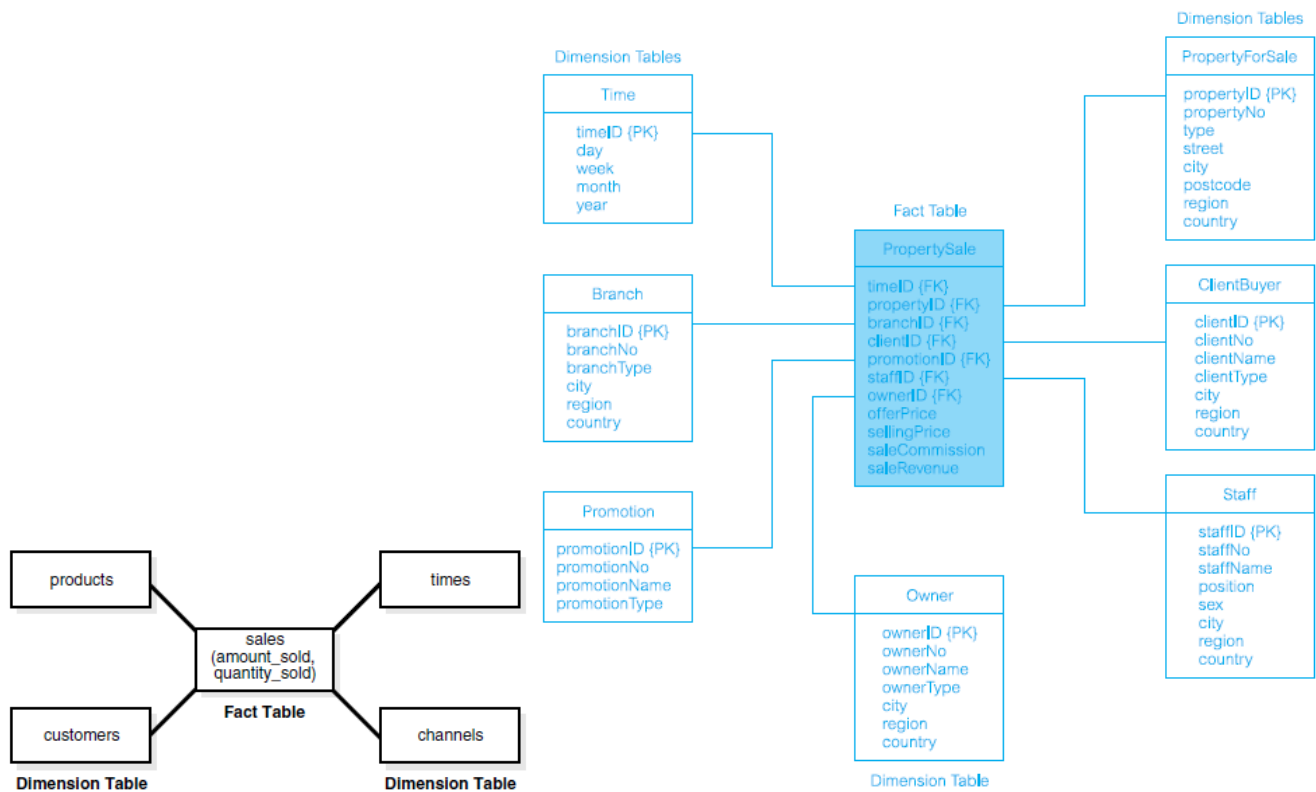 Dimension Tables
Time
timeID {PK}
day
week
month
year
Branch
branchID {PK}
branchNo
branchType
city
region
country
Promotion
promotionID {PK}
promotionNo
promotionName
promotionType
Fact Table
PropertySale
timeID {FK}
propertyID {FK}
branchID {FK}
clientID {FK}
promotionID {FK}
staffID {FK}
ownerID {FK}
offerPrice
sellingPrice
saleCommission
saleRevenue
Owner
ownerID {PK}
ownerNo
ownerName
ownerType
city
region
country
Dimension Table
Dimension Tables
PropertyForSale
propertyID {PK}
propertyNo
type
street
city
postcode
region
country
ClientBuyer
clientID {PK}
clientNo
clientName
clientType
city
region
country
Staff
staffID {PK}
staffNo
staffName
position
sex
city
region
country
products
times
sales
(amount_sold,
quantity_sold)
Fact Table
customers
channels
Dimension Table
Dimension Table